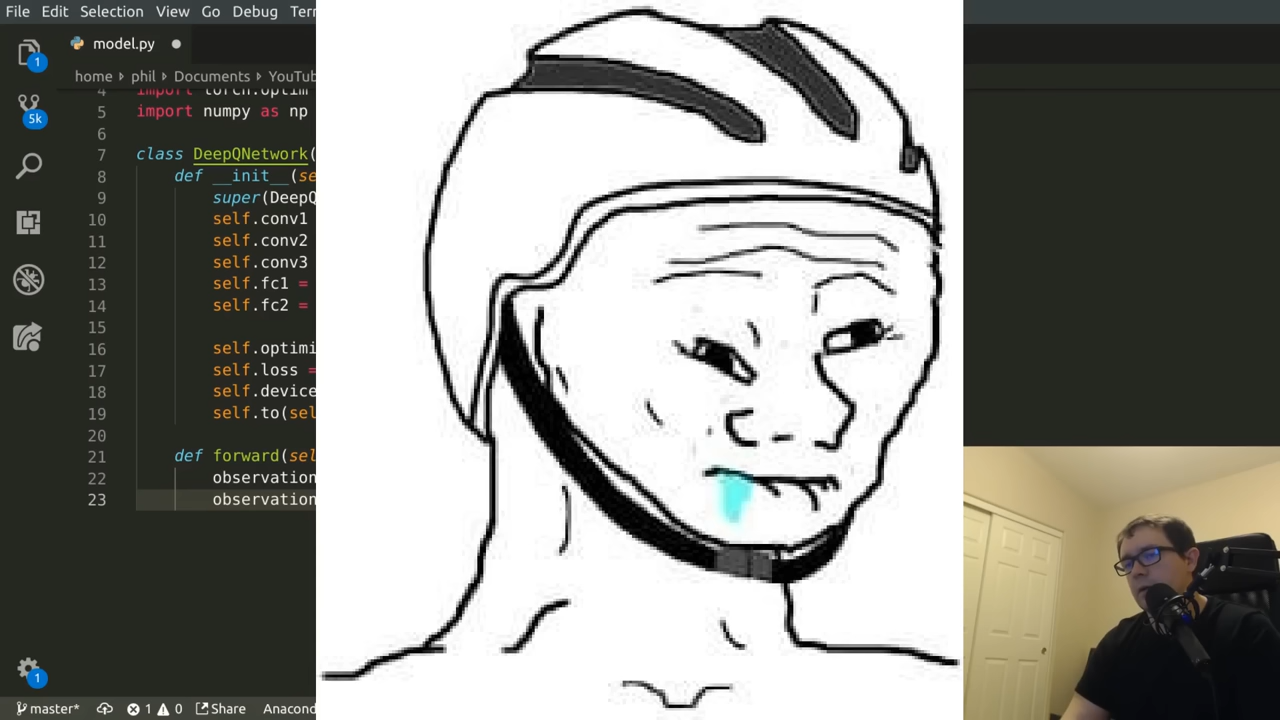 File Edit Selection View Go Debug Terr
1
model.py
home phil Documents YouTub
4 import torch.optim
5k
5 import numpy as np
6
7 class DeepQNetwork(
8 def __init__(se
9 super(DeepQ
10 self.conv1
11 self.conv2
12 self.conv3
13 self.fc1 =
14 self.fc2 =
15
16 self.optimi
17 self.loss =
18 self.device
19 self.to(sel
20
21 def forward(sel
22 observation
23 observation
1
master* 1 0 Share Anacond